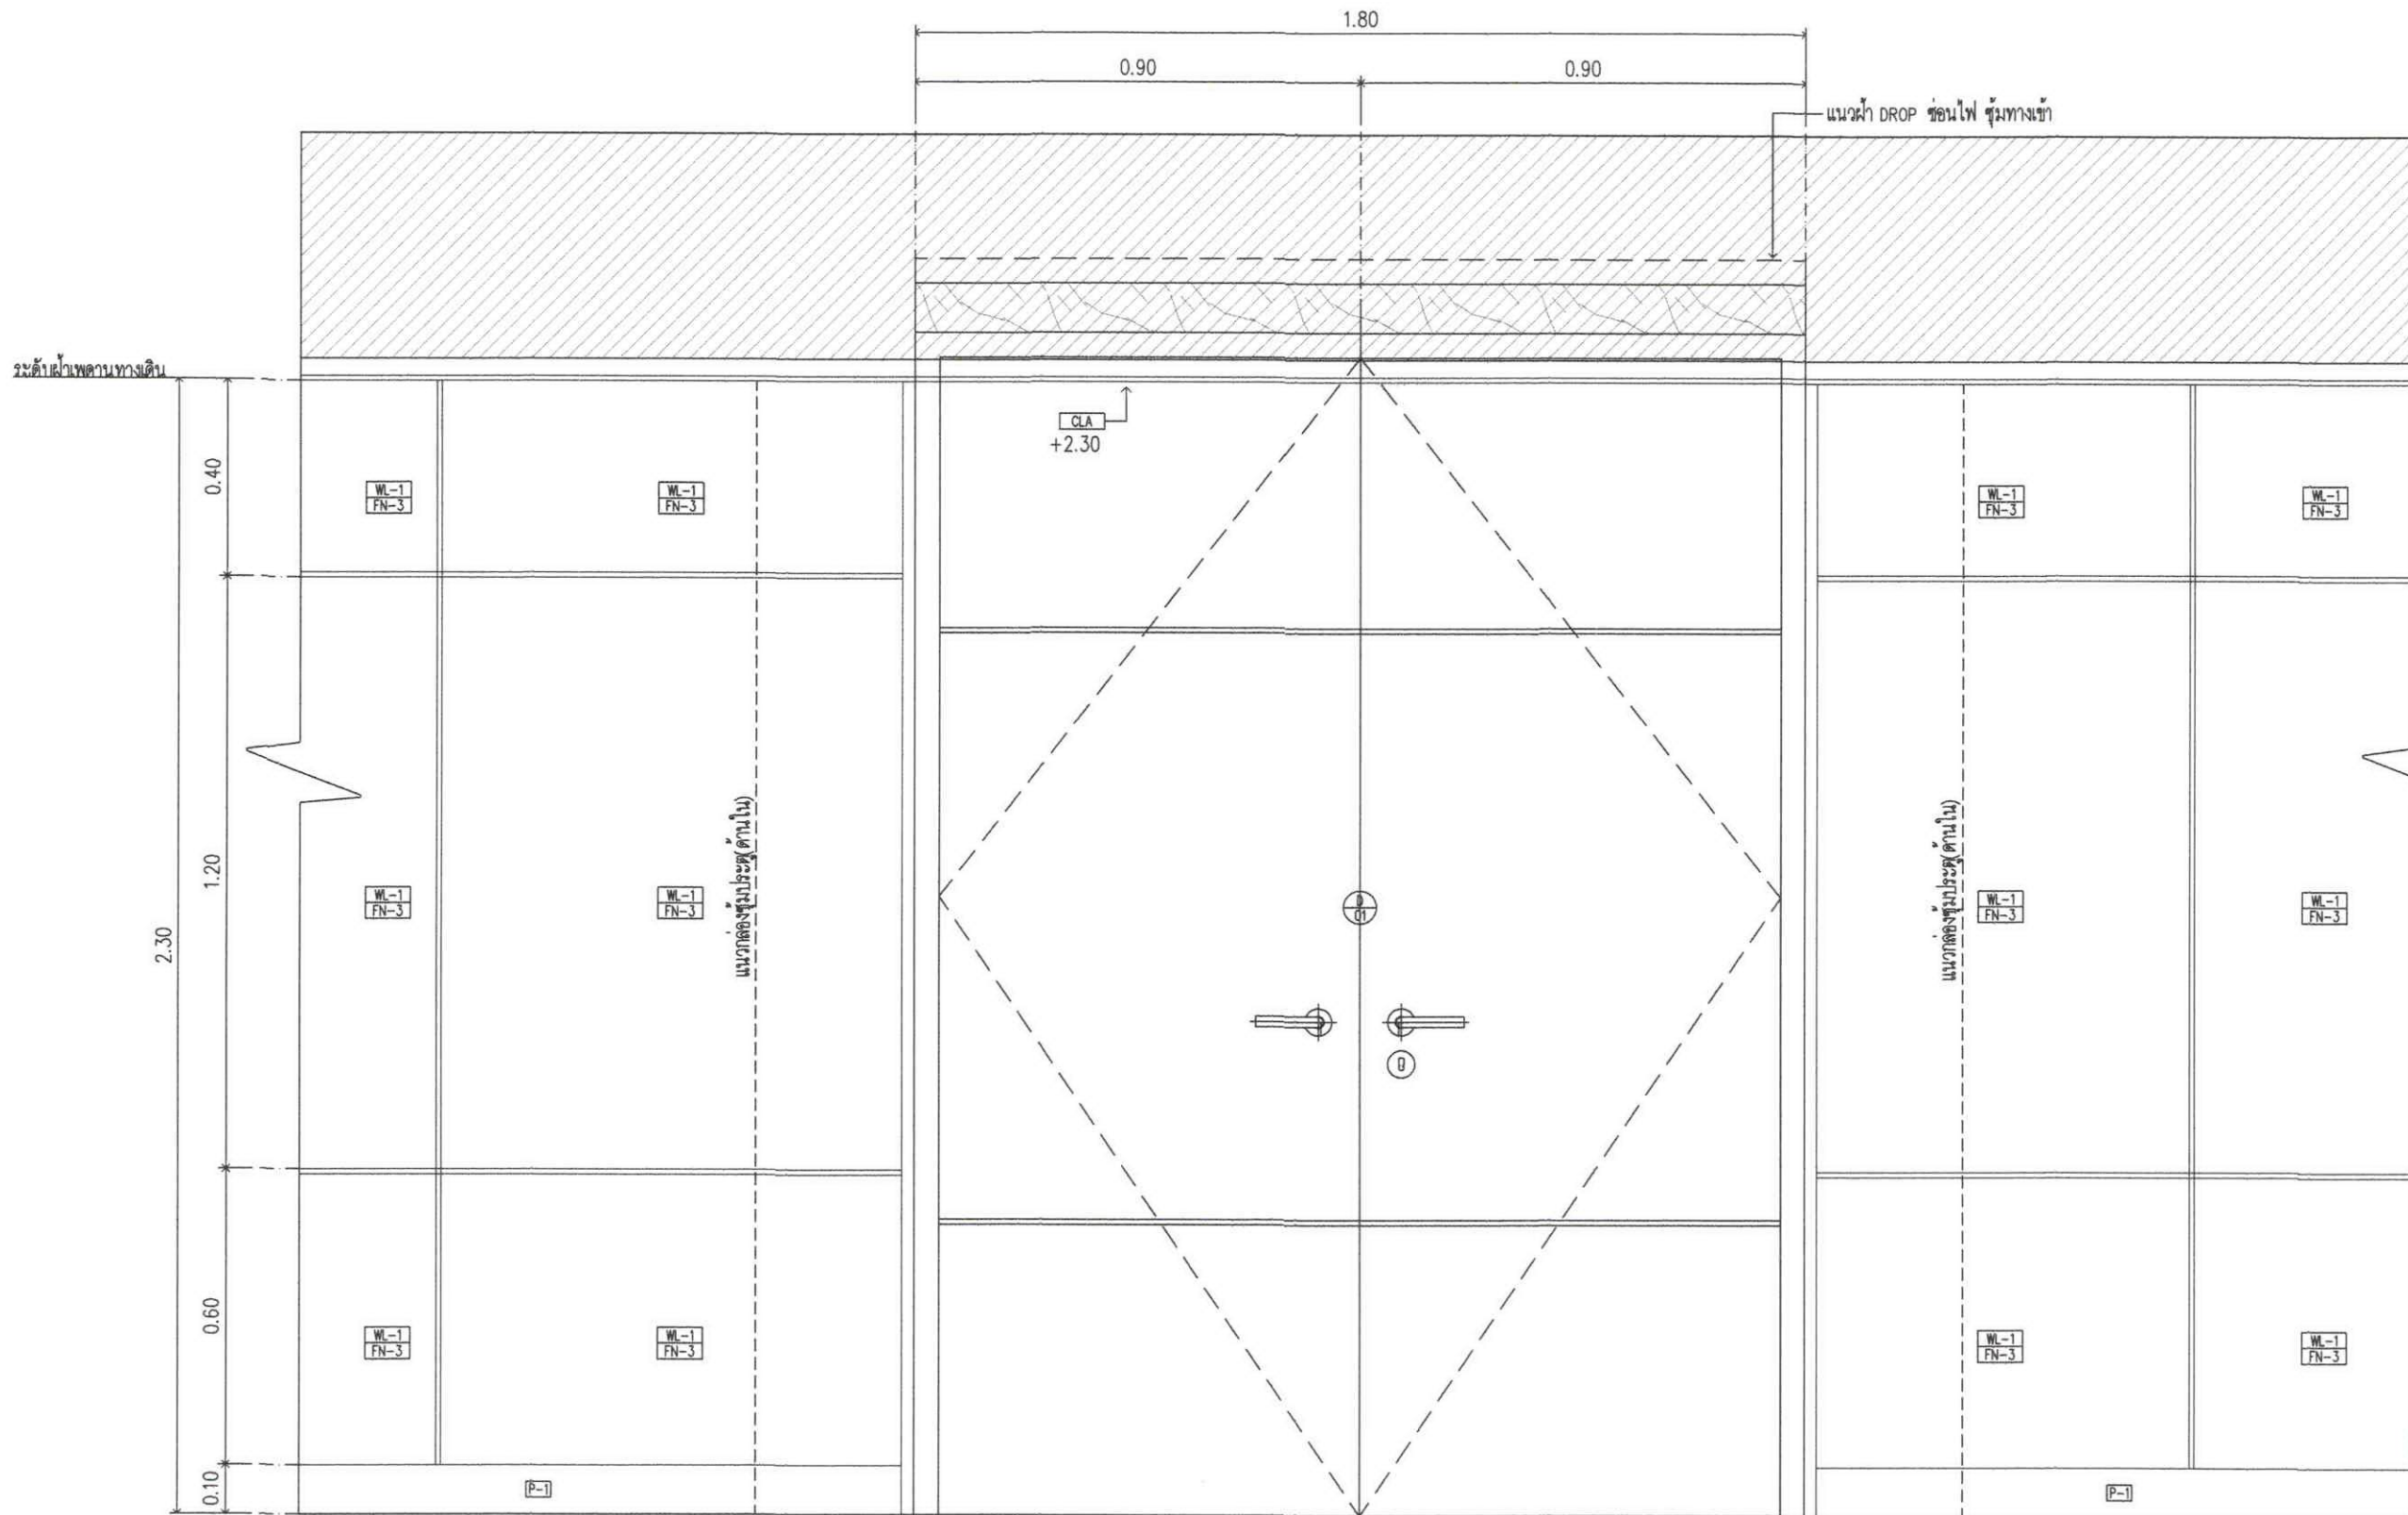 1.80
0.90
0.90
แนวฝ้า DROP ซ่อนไฟ ซุ้มทางเข้า
ระดับฝ้าเพดานทางเดิน
CLA
+2.30
0.40
WL-1
FN-3
WL-1
FN-3
WL-1
FN-3
WL-1
FN-3
2.30
1.20
WL-1
FN-3
WL-1
FN-3
แนวกล่องซุ้มประตู(ด้านใน)
D
01
แนวกล่องซุ้มประตู(ด้านใน)
WL-1
FN-3
WL-1
FN-3
0.60
WL-1
FN-3
WL-1
FN-3
WL-1
FN-3
WL-1
FN-3
0.10
P-1
P-1